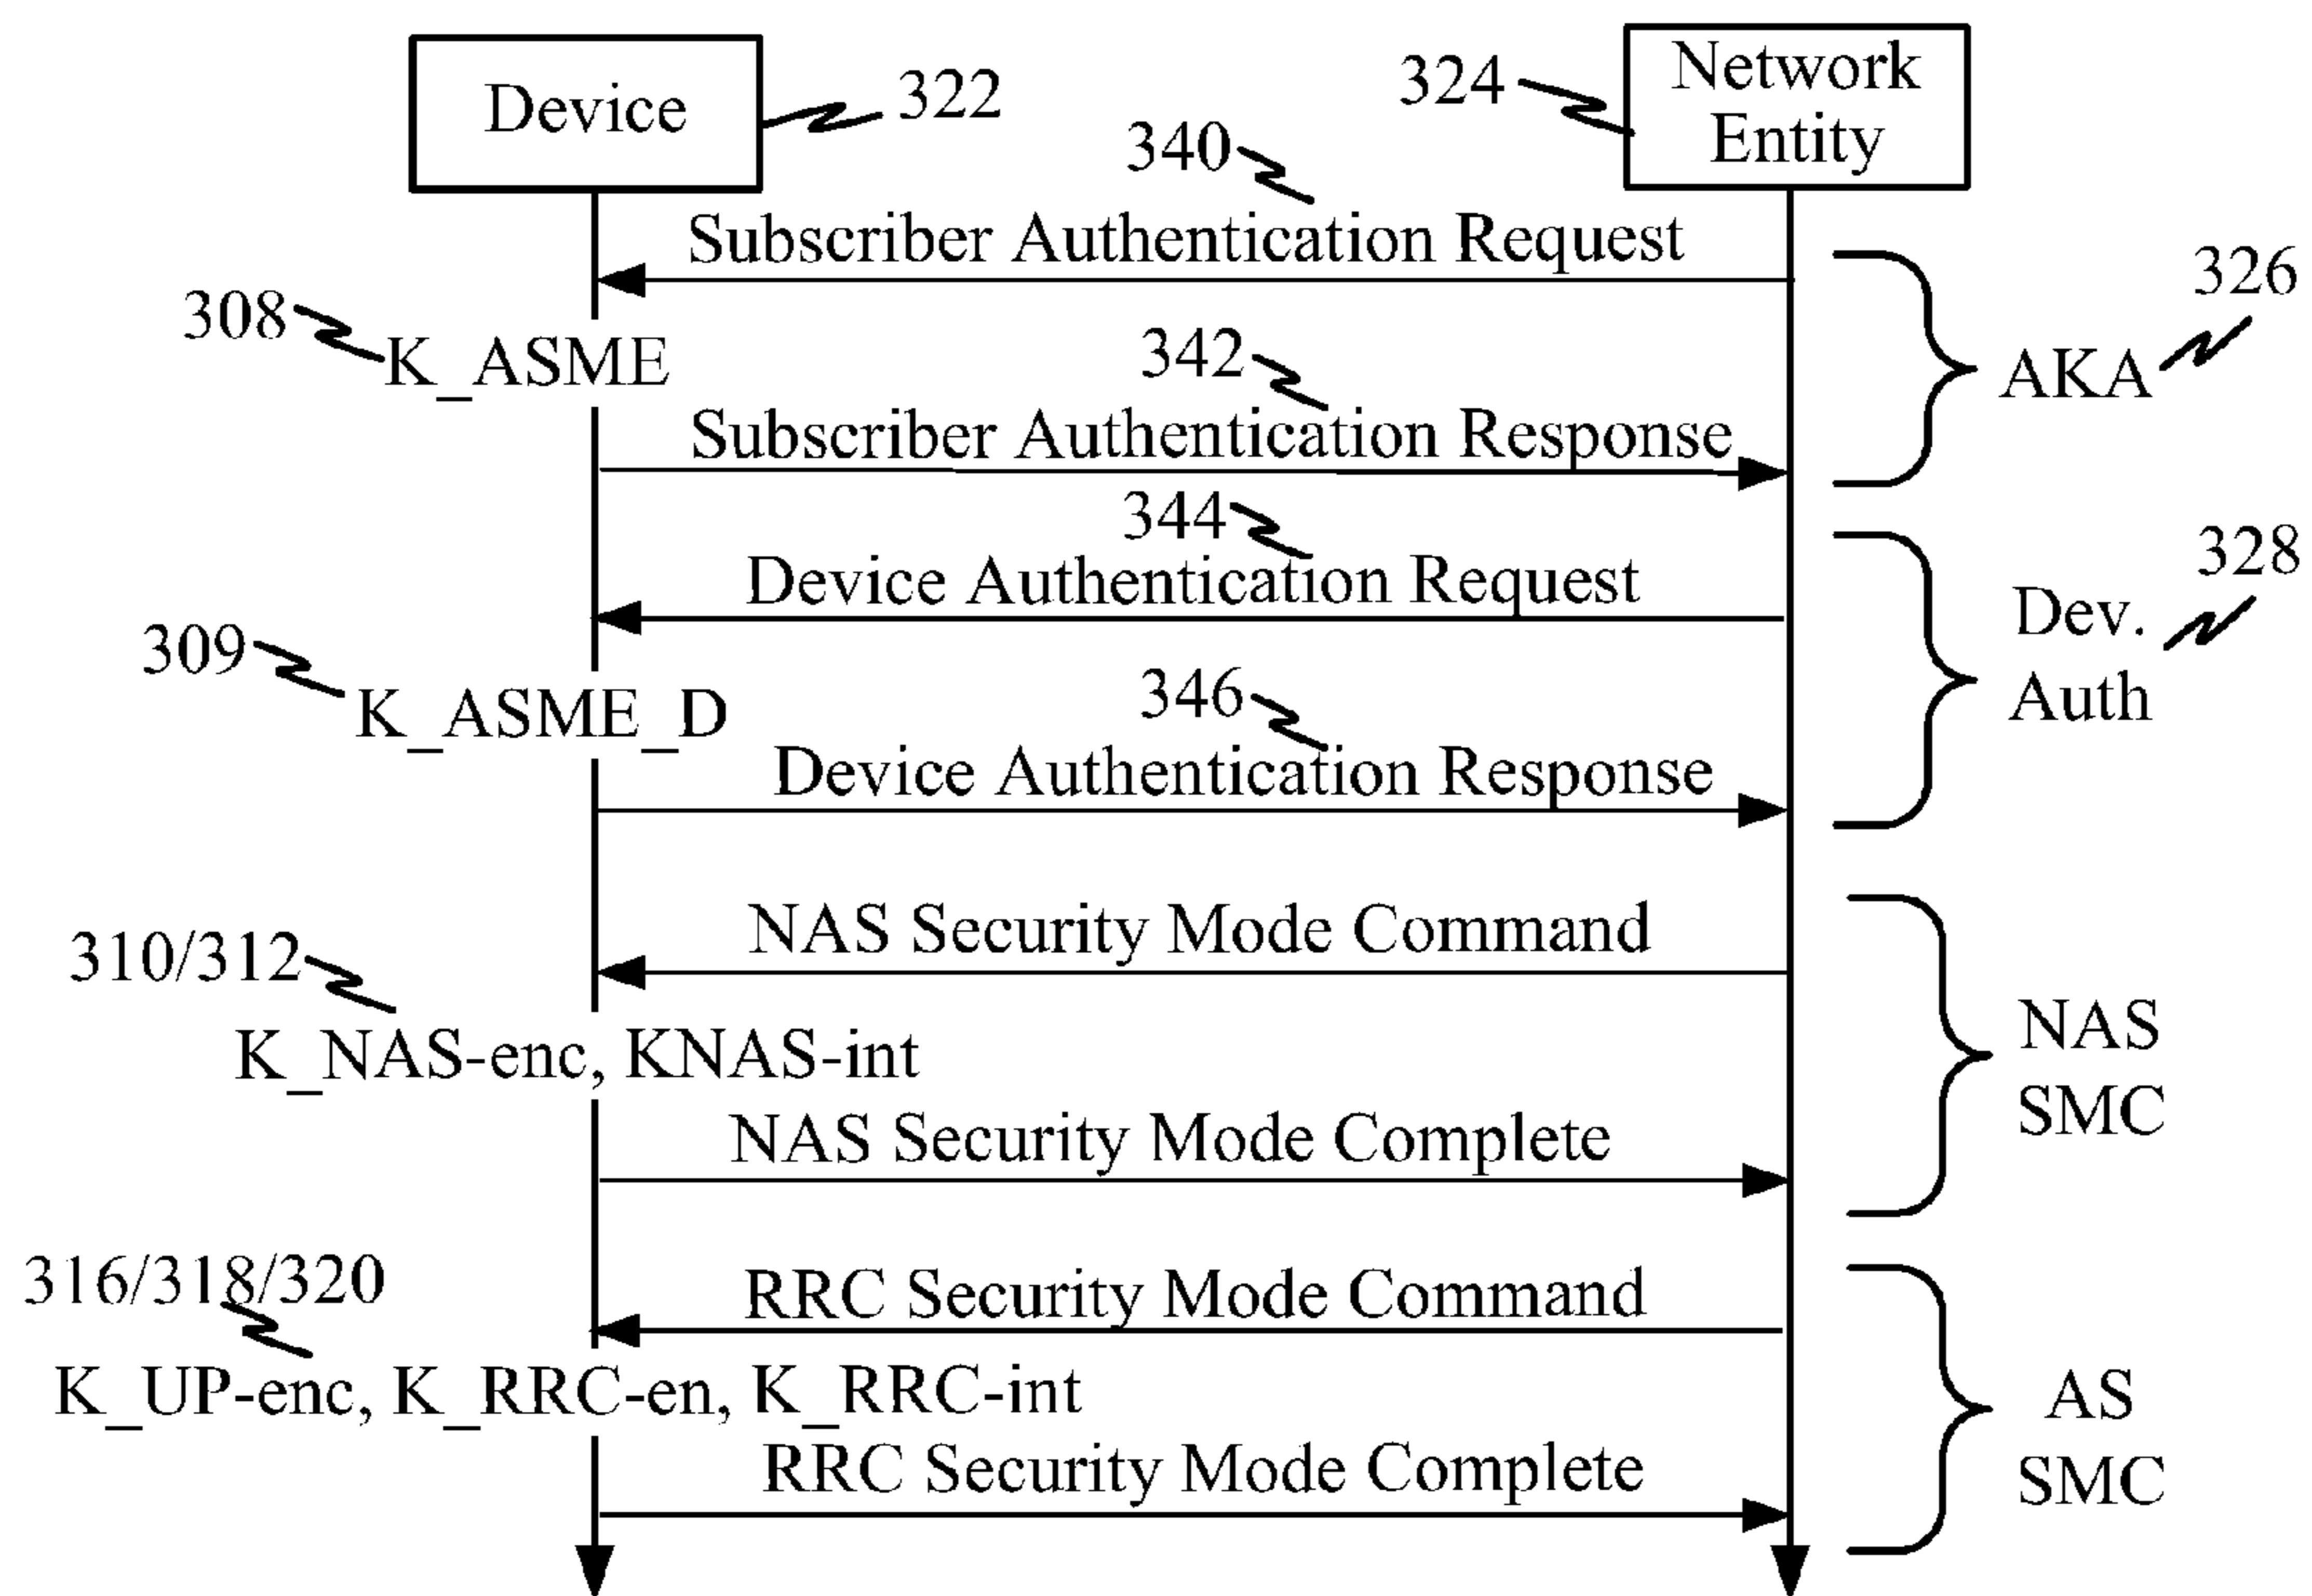 Device
322
324
Network
Entity
340
Subscriber Authentication Request
326
308
K_ASME
342
AKA
Subscriber Authentication Response
344
Device Authentication Request
328
Dev.
Auth
309
K_ASME_D
346
Device Authentication Response
NAS Security Mode Command
310/312
K_NAS-enc, KNAS-int
NAS
SMC
NAS Security Mode Complete
316/318/320
RRC Security Mode Command
K_UP-enc, K_RRC-en, K_RRC-int
AS
SMC
RRC Security Mode Complete